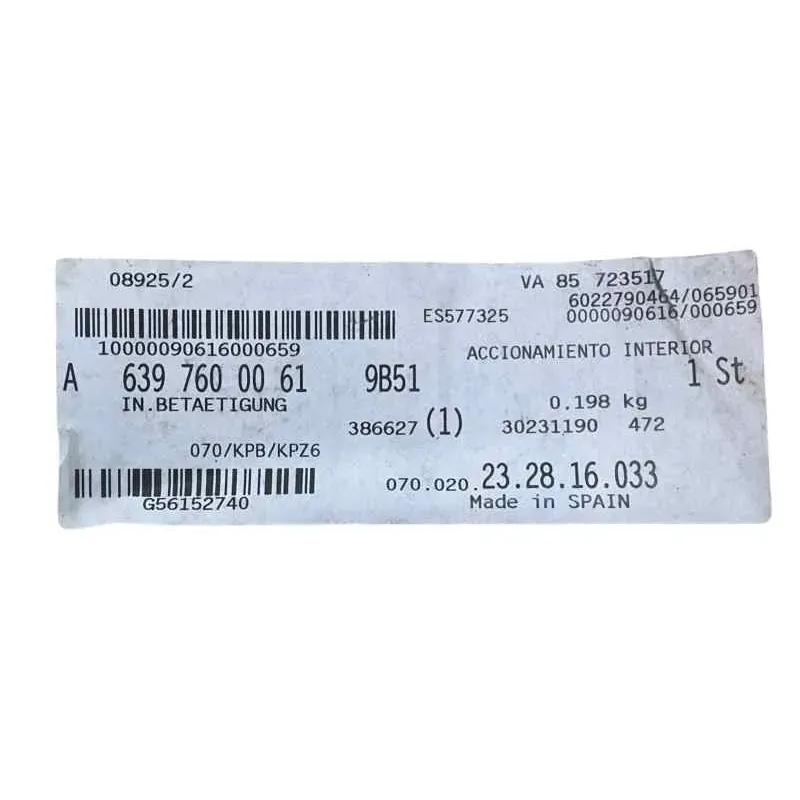 08925/2
VA 85 723517
6022790464/065901
ES577325 0000090616/000659
10000090616000659
ACCIONAMIENTO INTERIOR
A 639 760 00 61 9B51 1 St
IN.BETAETIGUNG 0.198 kg
386627 (1) 30231190 472
070/KPB/KPZ6
070.020.23.28.16.033
G56152740 Made in SPAIN